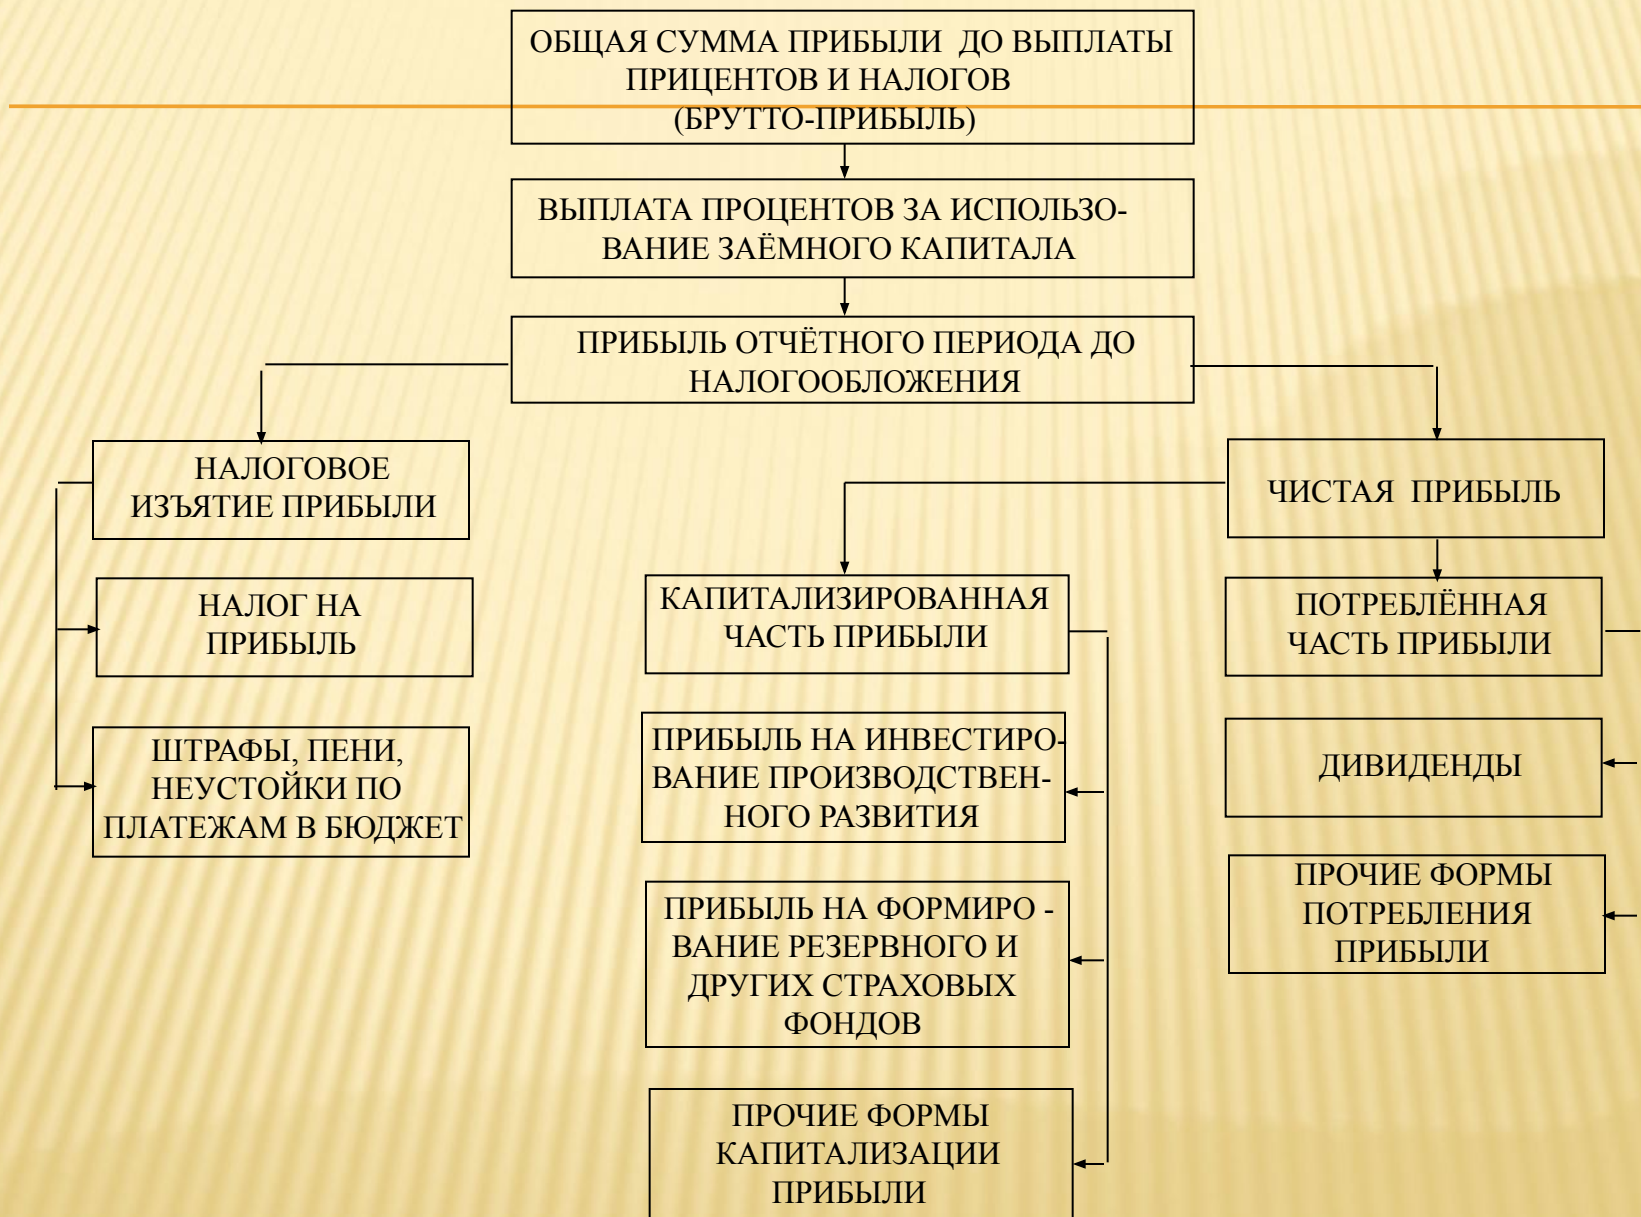 ОБЩАЯ СУММА ПРИБЫЛИ ДО ВЫПЛАТЫ
ПРИЦЕНТОВ И НАЛОГОВ
(БРУТТО-ПРИБЫЛЬ)
ВЫПЛАТА ПРОЦЕНТОВ ЗА ИСПОЛЬЗО-
ВАНИЕ ЗАЁМНОГО КАПИТАЛА
ПРИБЫЛЬ ОТЧЁТНОГО ПЕРИОДА ДО
НАЛОГООБЛОЖЕНИЯ
НАЛОГОВОЕ
ИЗЪЯТИЕ ПРИБЫЛИ
НАЛОГ НА
ПРИБЫЛЬ
ШТРАФЫ, ПЕНИ,
НЕУСТОЙКИ ПО
ПЛАТЕЖАМ В БЮДЖЕТ
ЧИСТАЯ ПРИБЫЛЬ
КАПИТАЛИЗИРОВАННАЯ
ЧАСТЬ ПРИБЫЛИ
ПРИБЫЛЬ НА ИНВЕСТИРО-
ВАНИЕ ПРОИЗВОДСТВЕН-
НОГО РАЗВИТИЯ
ПРИБЫЛЬ НА ФОРМИРО -
ВАНИЕ РЕЗЕРВНОГО И
ДРУГИХ СТРАХОВЫХ
ФОНДОВ
ПРОЧИЕ ФОРМЫ
КАПИТАЛИЗАЦИИ
ПРИБЫЛИ
ПОТРЕБЛЁННАЯ
ЧАСТЬ ПРИБЫЛИ
ДИВИДЕНДЫ
ПРОЧИЕ ФОРМЫ
ПОТРЕБЛЕНИЯ
ПРИБЫЛИ